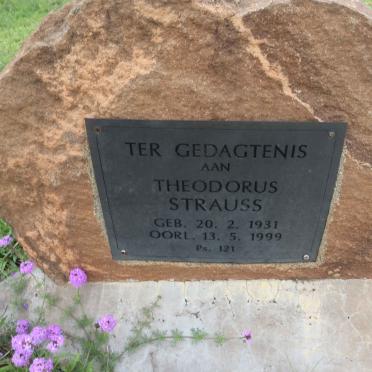 TER GEDAGTENIS
AAN
THEODORUS
STRAUSS
GEB. 20. 2. 1931
OORL. 13. 5. 1999
Ps. 121